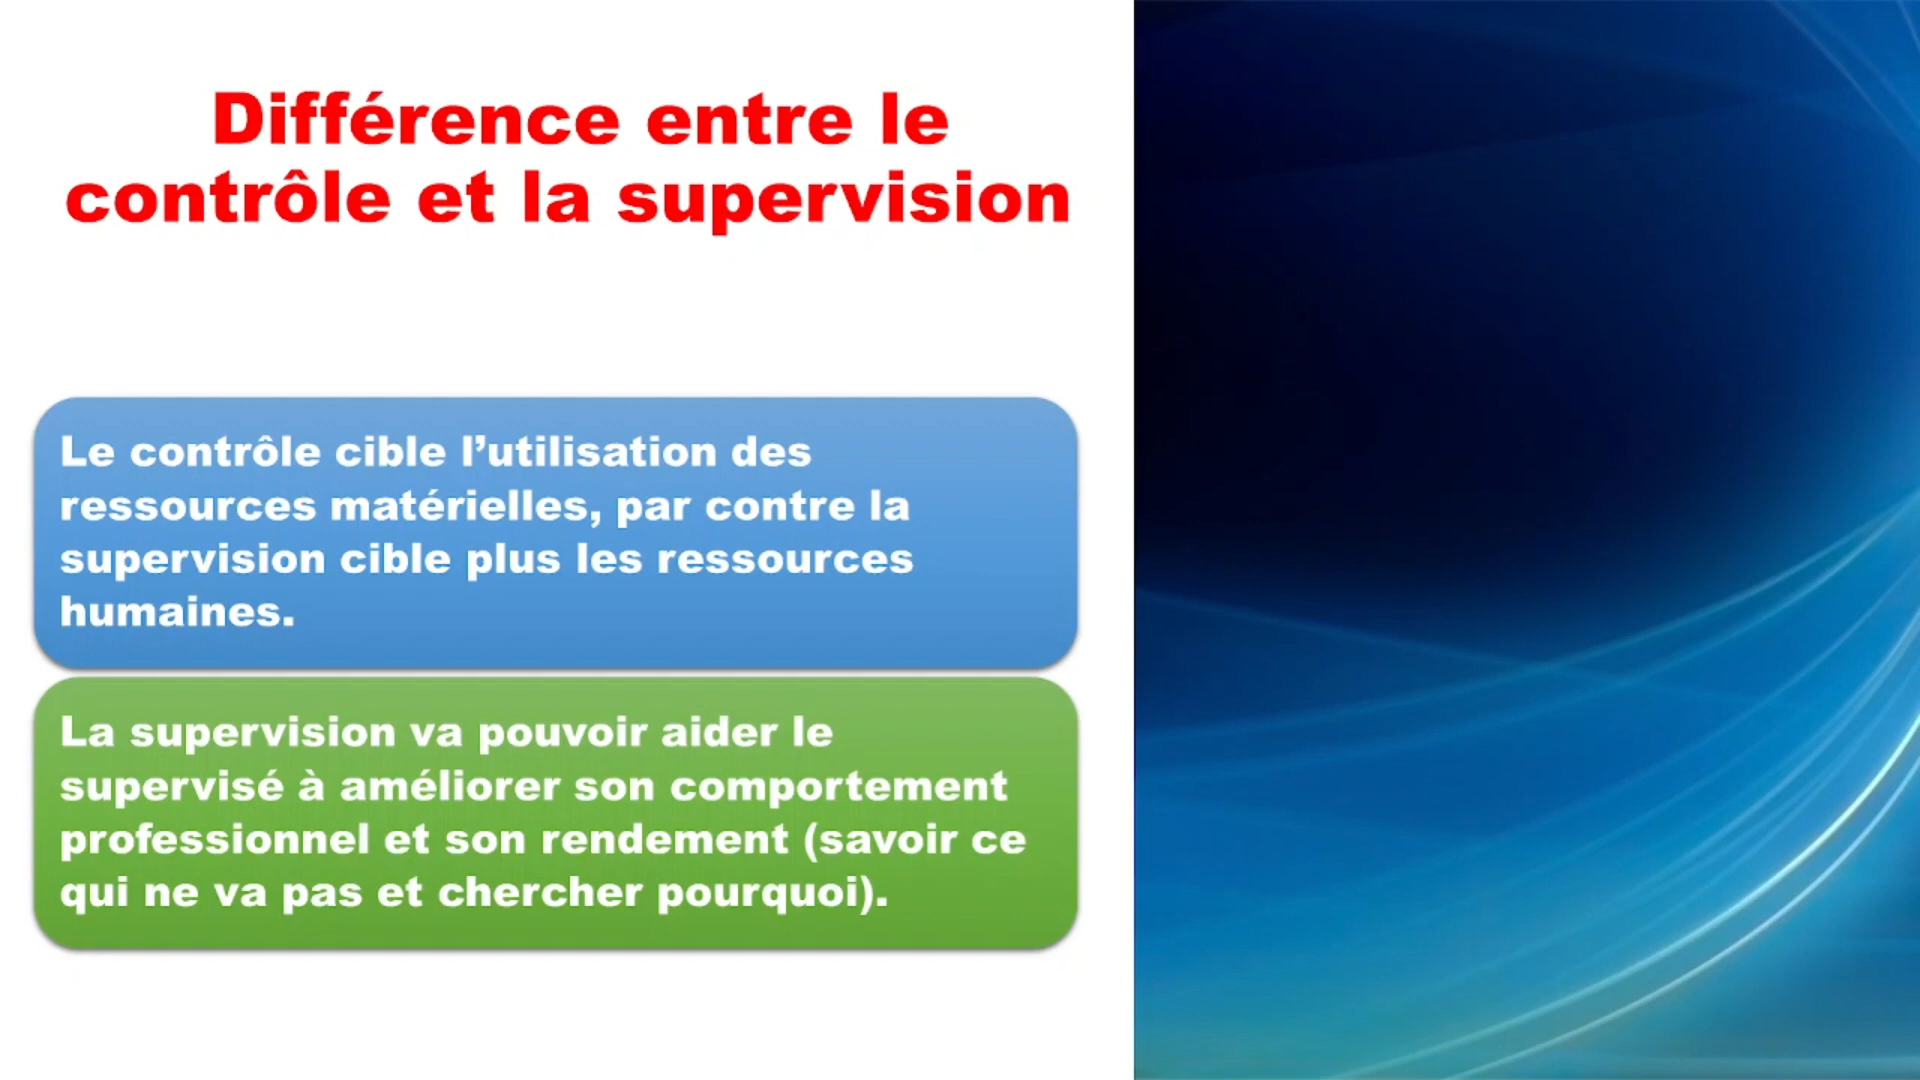 Différence entre le
contrôle et la supervision
Le contrôle cible l’utilisation des
ressources matérielles, par contre la
supervision cible plus les ressources
humaines.
La supervision va pouvoir aider le
supervisé à améliorer son comportement
professionnel et son rendement (savoir ce
qui ne va pas et chercher pourquoi).